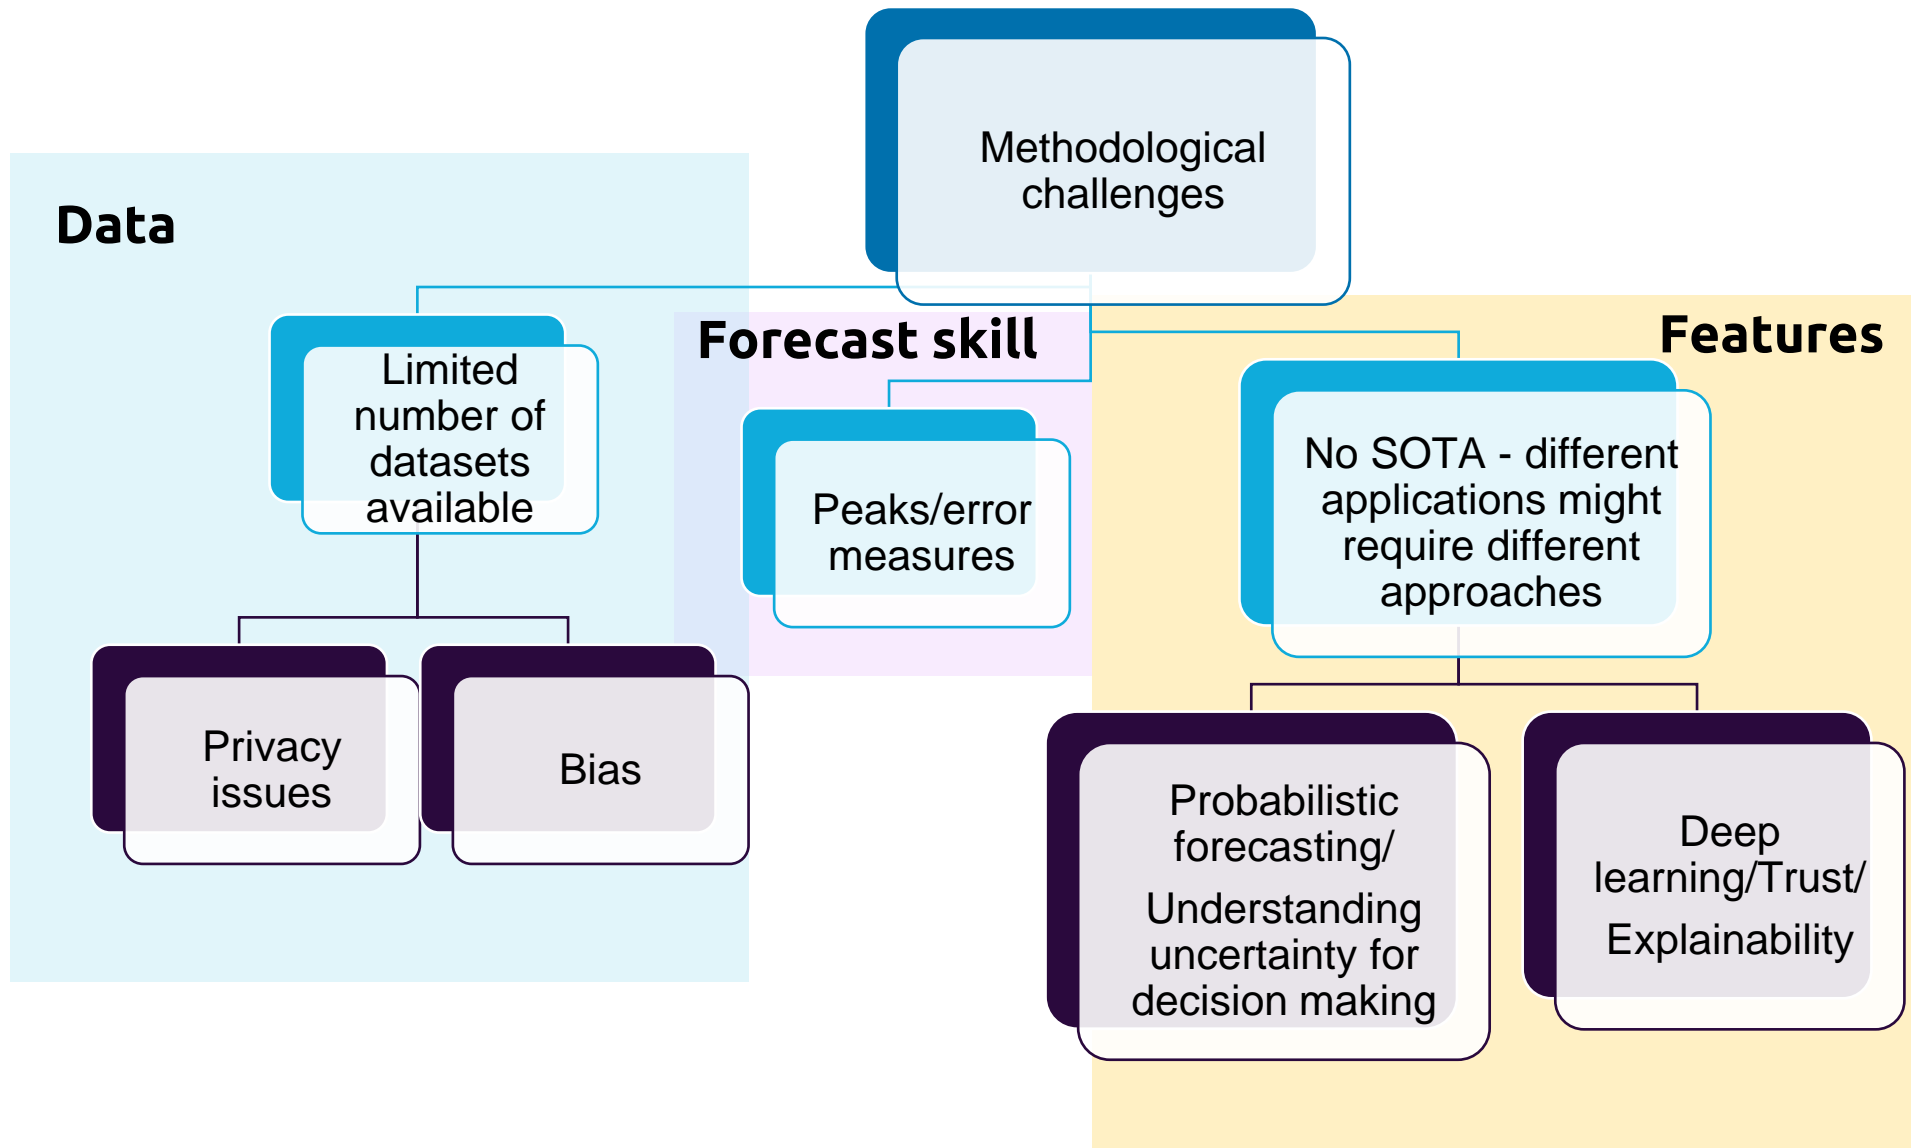 Methodological
challenges
Data
Limited
number of
datasets
available
Privacy
issues
Bias
Forecast skill
Peaks/error
measures
Features
No SOTA - different
applications might
require different
approaches
Probabilistic
forecasting/
Understanding
uncertainty for
decision making
Deep
learning/Trust/
Explainability